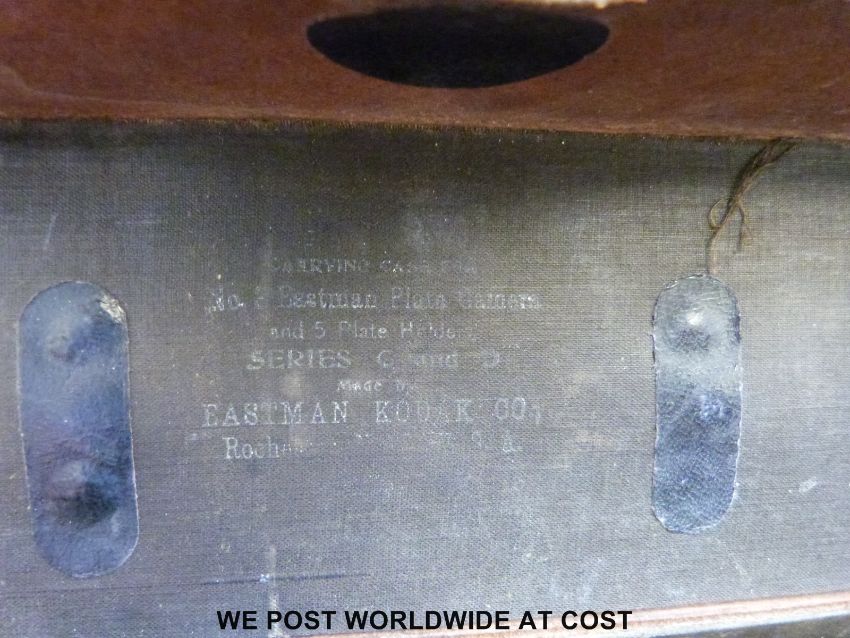 CARRYING CASE FOR
No. Eastman Plate Camera
and 5 Plate Holders
SERIES C and D
Made by
EASTMAN KODAK CO.,
U. S. A.
WE POST WORLDWIDE AT COST